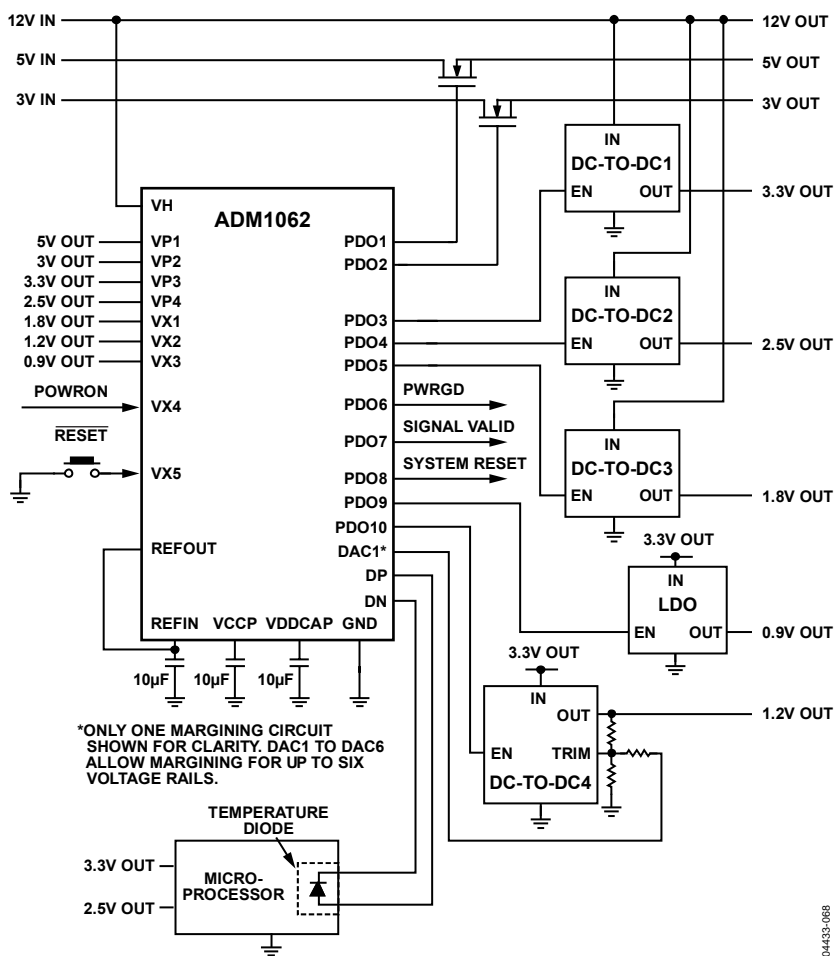 12V IN
12V OUT
5V IN
5V OUT
3V IN
3V OUT
IN
DC-TO-DC1
EN OUT
3.3V OUT
VH
ADM1062
5V OUT VP1
3V OUT VP2
3.3V OUT VP3
2.5V OUT VP4
1.8V OUT VX1
1.2V OUT VX2
0.9V OUT VX3
POWRON
VX4
RESET
VX5
REFOUT
REFIN VCCP VDDCAP GND
10µF 10µF 10µF
PDO1
PDO2
PDO3
PDO4
PDO5
PDO6
PWRGD
PDO7
SIGNAL VALID
PDO8
SYSTEM RESET
PDO9
PDO10
DAC1*
DP
DN
IN
DC-TO-DC2
EN OUT
2.5V OUT
IN
DC-TO-DC3
EN OUT
1.8V OUT
3.3V OUT
IN
LDO
EN OUT
0.9V OUT
3.3V OUT
IN
OUT
1.2V OUT
EN TRIM
DC-TO-DC4
*ONLY ONE MARGINING CIRCUIT
SHOWN FOR CLARITY. DAC1 TO DAC6
ALLOW MARGINING FOR UP TO SIX
VOLTAGE RAILS.
TEMPERATURE
DIODE
3.3V OUT
2.5V OUT
MICRO-
PROCESSOR
04433-068